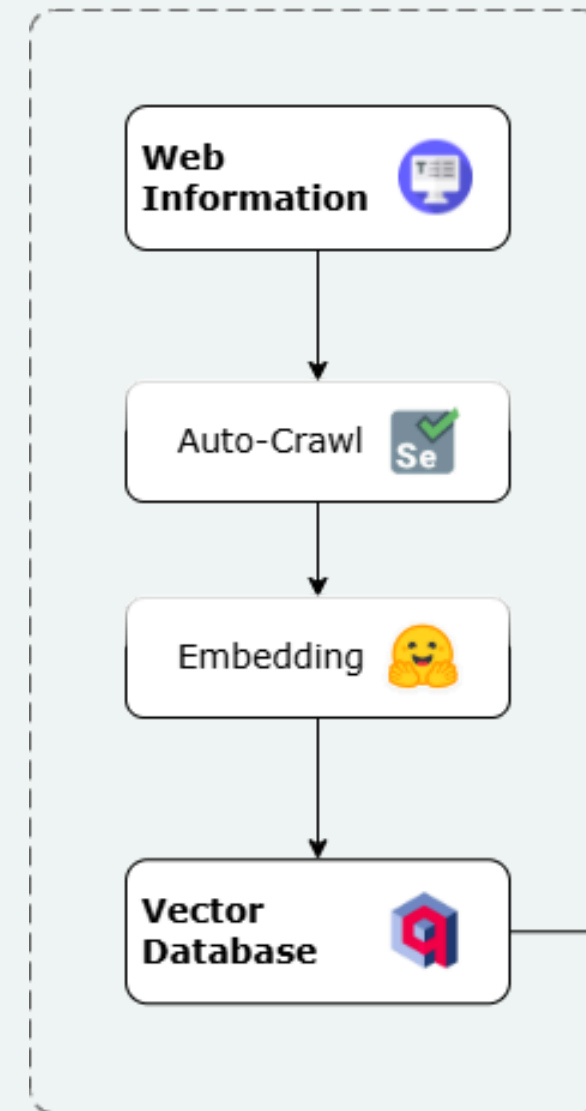 Web
Information
Auto-Crawl
Se
Embedding
Vector
Database